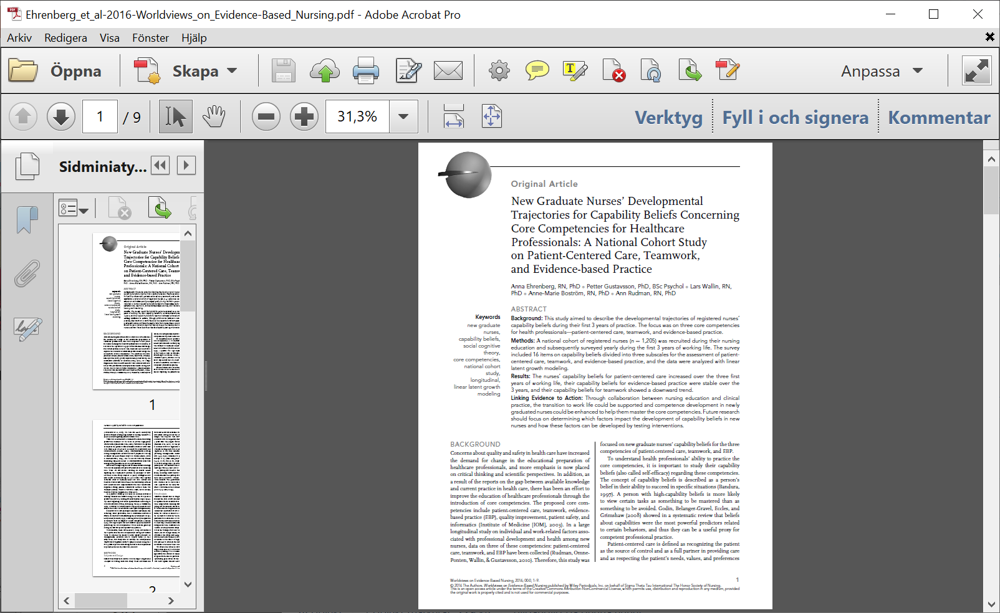 Ehrenberg_et_al-2016-Worldviews_on_Evidence-Based_Nursing.pdf - Adobe Acrobat Pro
Arkiv Redigera Visa Fönster Hjälp
Öppna Skapa Anpassa
1 / 9 31,3% Verktyg Fyll i och signera Kommentar
Sidminiaty...
1
2
Original Article
New Graduate Nurses’ Developmental
Trajectories for Capability Beliefs Concerning
Core Competencies for Healthcare
Professionals: A National Cohort Study
on Patient-Centered Care, Teamwork,
and Evidence-based Practice
Anna Ehrenberg, RN, PhD • Petter Gustavsson, PhD, BSc Psychol • Lars Wallin, RN,
PhD • Anne-Marie Boström, RN, PhD • Ann Rudman, RN, PhD
Keywords
new graduate
nurses,
capability beliefs,
social cognitive
theory,
core competencies,
national cohort
study,
longitudinal,
linear latent growth
modeling
ABSTRACT
Background: This study aimed to describe the developmental trajectories of registered nurses’
capability beliefs during their first 3 years of practice. The focus was on three core competencies
for health professionals—patient-centered care, teamwork, and evidence-based practice.
Methods: A national cohort of registered nurses (n = 1,205) was recruited during their nursing
education and subsequently surveyed yearly during the first 3 years of working life. The survey
included 16 items on capability beliefs divided into three subscales for the assessment of patient-
centered care, teamwork, and evidence-based practice, and the data were analyzed with linear
latent growth modeling.
Results: The nurses’ capability beliefs for patient-centered care increased over the three first
years of working life, their capability beliefs for evidence-based practice were stable over the
3 years, and their capability beliefs for teamwork showed a downward trend.
Linking Evidence to Action: Through collaboration between nursing education and clinical
practice, the transition to work life could be supported and competence development in newly
graduated nurses could be enhanced to help them master the core competencies. Future research
should focus on determining which factors impact the development of capability beliefs in new
nurses and how these factors can be developed by testing interventions.
BACKGROUND
Concerns about quality and safety in health care have increased
the demand for change in the educational preparation of
healthcare professionals, and more emphasis is now placed
on critical thinking and scientific perspectives. In addition, as
a result of the reports on the gap between available knowledge
and current practice in health care, there has been an effort to
improve the education of healthcare professionals through the
introduction of core competencies. The proposed core com-
petencies include patient-centered care, teamwork, evidence-
based practice (EBP), quality improvement, patient safety, and
informatics (Institute of Medicine [IOM], 2003). In a large
longitudinal study on individual and work-related factors asso-
ciated with professional development and health among new
nurses, data on three of these competencies: patient-centered
care, teamwork, and EBP have been collected (Rudman, Omne-
Ponten, Wallin, & Gustavsson, 2010). Therefore, this study was
focused on new graduate nurses’ capability beliefs for the three
competencies of patient-centered care, teamwork, and EBP.
To understand health professionals’ ability to practice the
core competencies, it is important to study their capability
beliefs (also called self-efficacy) regarding these competencies.
The concept of capability beliefs is described as a person’s
belief in their ability to succeed in specific situations (Bandura,
1997). A person with high-capability beliefs is more likely
to view certain tasks as something to be mastered than as
something to be avoided. Godin, Belanger-Gravel, Eccles, and
Grimshaw (2008) showed in a systematic review that beliefs
about capabilities were the most powerful predictors related
to certain behaviors, and thus they can be a useful proxy for
competent professional practice.
Patient-centered care is defined as recognizing the patient
as the source of control and as a full partner in providing care
and as respecting the patient’s needs, values, and preferences
Worldviews on Evidence-Based Nursing, 2016; 00:0, 1–9. 1
© 2016 The Authors. Worldviews on Evidence-Based Nursing published by Wiley Periodicals, Inc. on behalf of Sigma Theta Tau International The Honor Society of Nursing.
This is an open access article under the terms of the Creative Commons Attribution-NonCommercial License, which permits use, distribution and reproduction in any medium, provided
the original work is properly cited and is not used for commercial purposes.